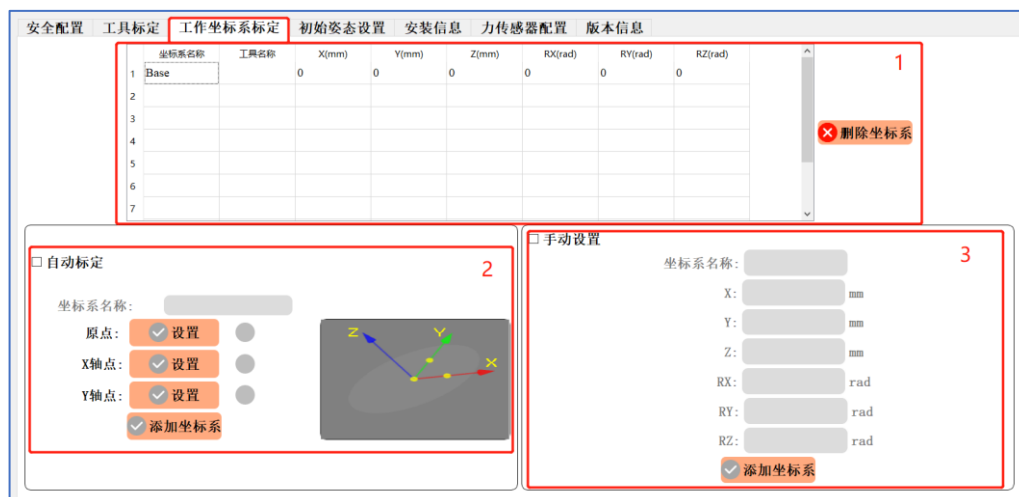 安全配置 工具标定 工作坐标系标定 初始姿态设置 安装信息 力传感器配置 版本信息
坐标系名称 工具名称 X(mm) Y(mm) Z(mm) RX(rad) RY(rad) RZ(rad)
1 Base 0 0 0 0 0 0
2
3
4
5
6
7
1
删除坐标系
自动标定
2
坐标系名称:
原点: 设置
X轴点: 设置
Y轴点: 设置
添加坐标系
Z Y X
手动设置
3
坐标系名称:
X: mm
Y: mm
Z: mm
RX: rad
RY: rad
RZ: rad
添加坐标系